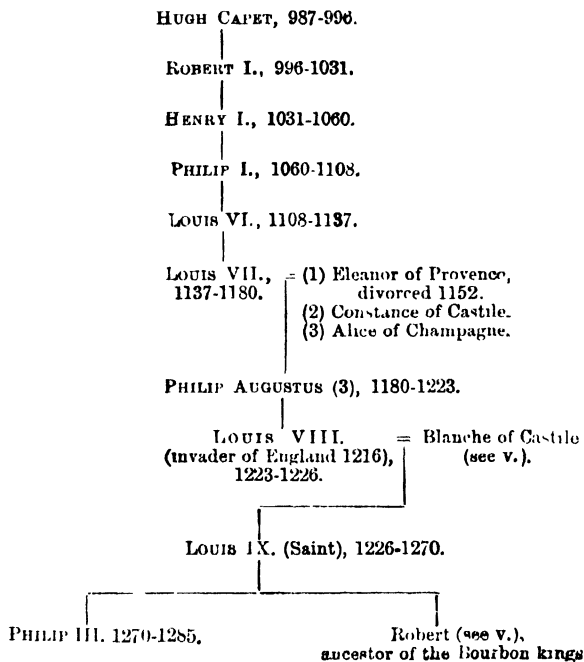 HUGH CAPET, 987-996.
ROBERT I., 996-1031.
HENRY I., 1031-1060.
PHILIP I., 1060-1108.
LOUIS VI., 1108-1137.
LOUIS VII., = (1) Eleanor of Provence,
1137-1180. divorced 1152.
(2) Constance of Castile.
(3) Alice of Champagne.
PHILIP AUGUSTUS (3), 1180-1223.
LOUIS VIII. = Blanche of Castile
(invader of England 1216), (see v.).
1223-1226.
LOUIS IX. (Saint), 1226-1270.
PHILIP III. 1270-1285. Robert (see v.),
ancestor of the Bourbon kings